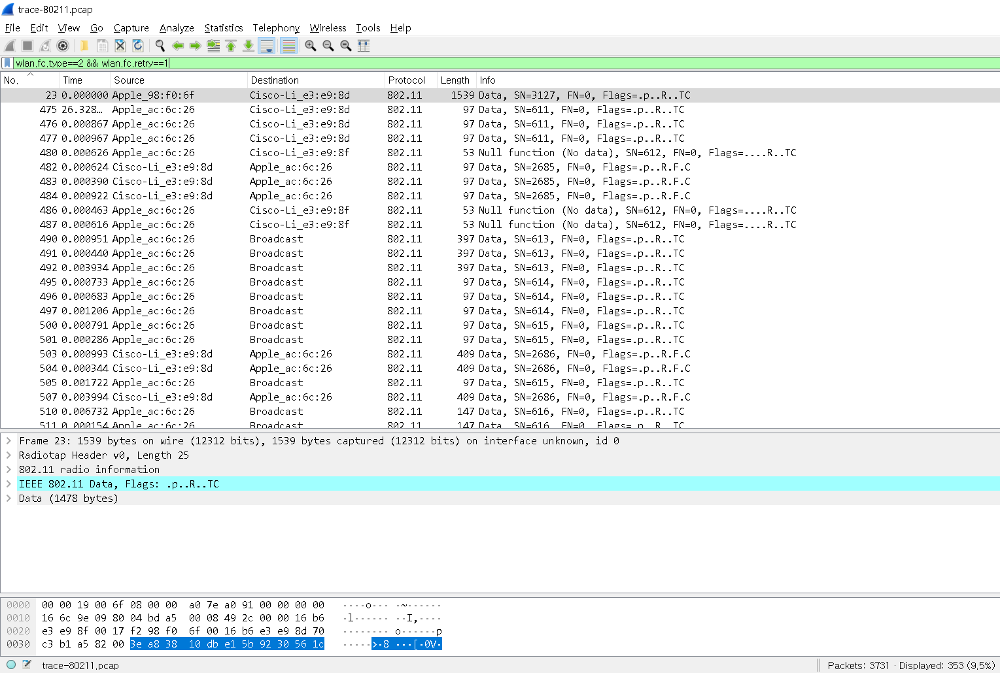 trace-80211.pcap
File Edit View Go Capture Analyze Statistics Telephony Wireless Tools Help
wlan.fc.type==2 && wlan.fc.retry==1
No. Time Source Destination Protocol Length Info
23 0.000000 Apple_98:f0:6f Cisco-Li_e3:e9:8d 802.11 1539 Data, SN=3127, FN=0, Flags=.p..R..TC
475 26.328… Apple_ac:6c:26 Cisco-Li_e3:e9:8d 802.11 97 Data, SN=611, FN=0, Flags=.p..R..TC
476 0.000867 Apple_ac:6c:26 Cisco-Li_e3:e9:8d 802.11 97 Data, SN=611, FN=0, Flags=.p..R..TC
477 0.000967 Apple_ac:6c:26 Cisco-Li_e3:e9:8d 802.11 97 Data, SN=611, FN=0, Flags=.p..R..TC
480 0.000626 Apple_ac:6c:26 Cisco-Li_e3:e9:8f 802.11 53 Null function (No data), SN=612, FN=0, Flags=....R..TC
482 0.000624 Cisco-Li_e3:e9:8d Apple_ac:6c:26 802.11 97 Data, SN=2685, FN=0, Flags=.p..R.F.C
483 0.000390 Cisco-Li_e3:e9:8d Apple_ac:6c:26 802.11 97 Data, SN=2685, FN=0, Flags=.p..R.F.C
484 0.000922 Cisco-Li_e3:e9:8d Apple_ac:6c:26 802.11 97 Data, SN=2685, FN=0, Flags=.p..R.F.C
486 0.000463 Apple_ac:6c:26 Cisco-Li_e3:e9:8f 802.11 53 Null function (No data), SN=612, FN=0, Flags=....R..TC
487 0.000616 Apple_ac:6c:26 Cisco-Li_e3:e9:8f 802.11 53 Null function (No data), SN=612, FN=0, Flags=....R..TC
490 0.000951 Apple_ac:6c:26 Broadcast 802.11 397 Data, SN=613, FN=0, Flags=.p..R..TC
491 0.000440 Apple_ac:6c:26 Broadcast 802.11 397 Data, SN=613, FN=0, Flags=.p..R..TC
492 0.003934 Apple_ac:6c:26 Broadcast 802.11 397 Data, SN=613, FN=0, Flags=.p..R..TC
495 0.000733 Apple_ac:6c:26 Broadcast 802.11 97 Data, SN=614, FN=0, Flags=.p..R..TC
496 0.000683 Apple_ac:6c:26 Broadcast 802.11 97 Data, SN=614, FN=0, Flags=.p..R..TC
497 0.001206 Apple_ac:6c:26 Broadcast 802.11 97 Data, SN=614, FN=0, Flags=.p..R..TC
500 0.000791 Apple_ac:6c:26 Broadcast 802.11 97 Data, SN=615, FN=0, Flags=.p..R..TC
501 0.000286 Apple_ac:6c:26 Broadcast 802.11 97 Data, SN=615, FN=0, Flags=.p..R..TC
503 0.000993 Cisco-Li_e3:e9:8d Apple_ac:6c:26 802.11 409 Data, SN=2686, FN=0, Flags=.p..R.F.C
504 0.000344 Cisco-Li_e3:e9:8d Apple_ac:6c:26 802.11 409 Data, SN=2686, FN=0, Flags=.p..R.F.C
505 0.001722 Apple_ac:6c:26 Broadcast 802.11 97 Data, SN=615, FN=0, Flags=.p..R..TC
507 0.003994 Cisco-Li_e3:e9:8d Apple_ac:6c:26 802.11 409 Data, SN=2686, FN=0, Flags=.p..R.F.C
510 0.006732 Apple_ac:6c:26 Broadcast 802.11 147 Data, SN=616, FN=0, Flags=.p..R..TC
511 0.000154 Apple_ac:6c:26 Broadcast 802.11 147 Data, SN=616, FN=0, Flags=.p..R..TC
Frame 23: 1539 bytes on wire (12312 bits), 1539 bytes captured (12312 bits) on interface unknown, id 0
Radiotap Header v0, Length 25
802.11 radio information
IEEE 802.11 Data, Flags: .p..R..TC
Data (1478 bytes)
0000 00 00 19 00 6f 08 00 00 a0 7e a0 91 00 00 00 00 ····o··· ·~······
0010 16 6c 9e 09 80 04 bd a5 00 08 49 2c 00 00 16 b6 ·l······ ··I,····
0020 e3 e9 8f 00 17 f2 98 f0 6f 00 16 b6 e3 e9 8d 70 ········ o······p
0030 c3 b1 a5 82 00 3e a8 38 10 db e1 5b 92 30 56 1c ·····>·8 ···[·0V·
trace-80211.pcap
Packets: 3731 · Displayed: 353 (9.5%)